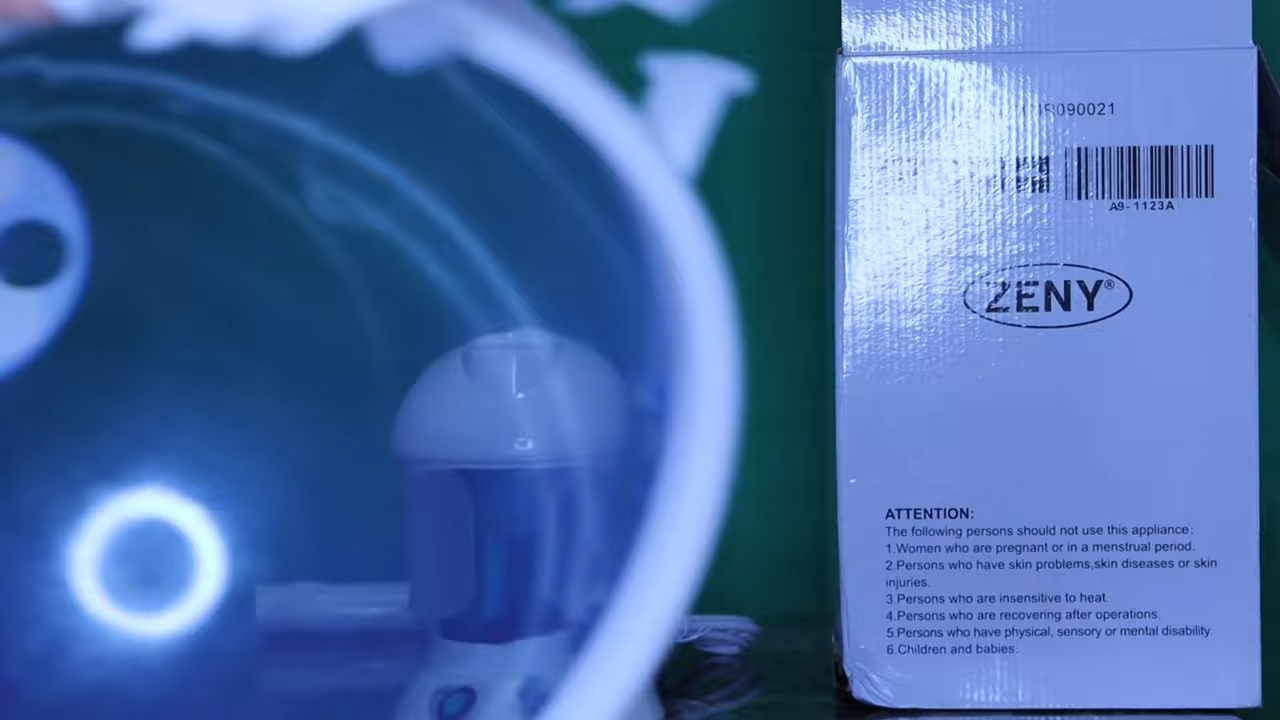 A9-1123A
ZENY®
ATTENTION:
The following persons should not use this appliance:
1.Women who are pregnant or in a menstrual period.
2.Persons who have skin problems,skin diseases or skin
injuries.
3.Persons who are insensitive to heat.
4.Persons who are recovering after operations.
5.Persons who have physical, sensory or mental disability.
6.Children and babies.